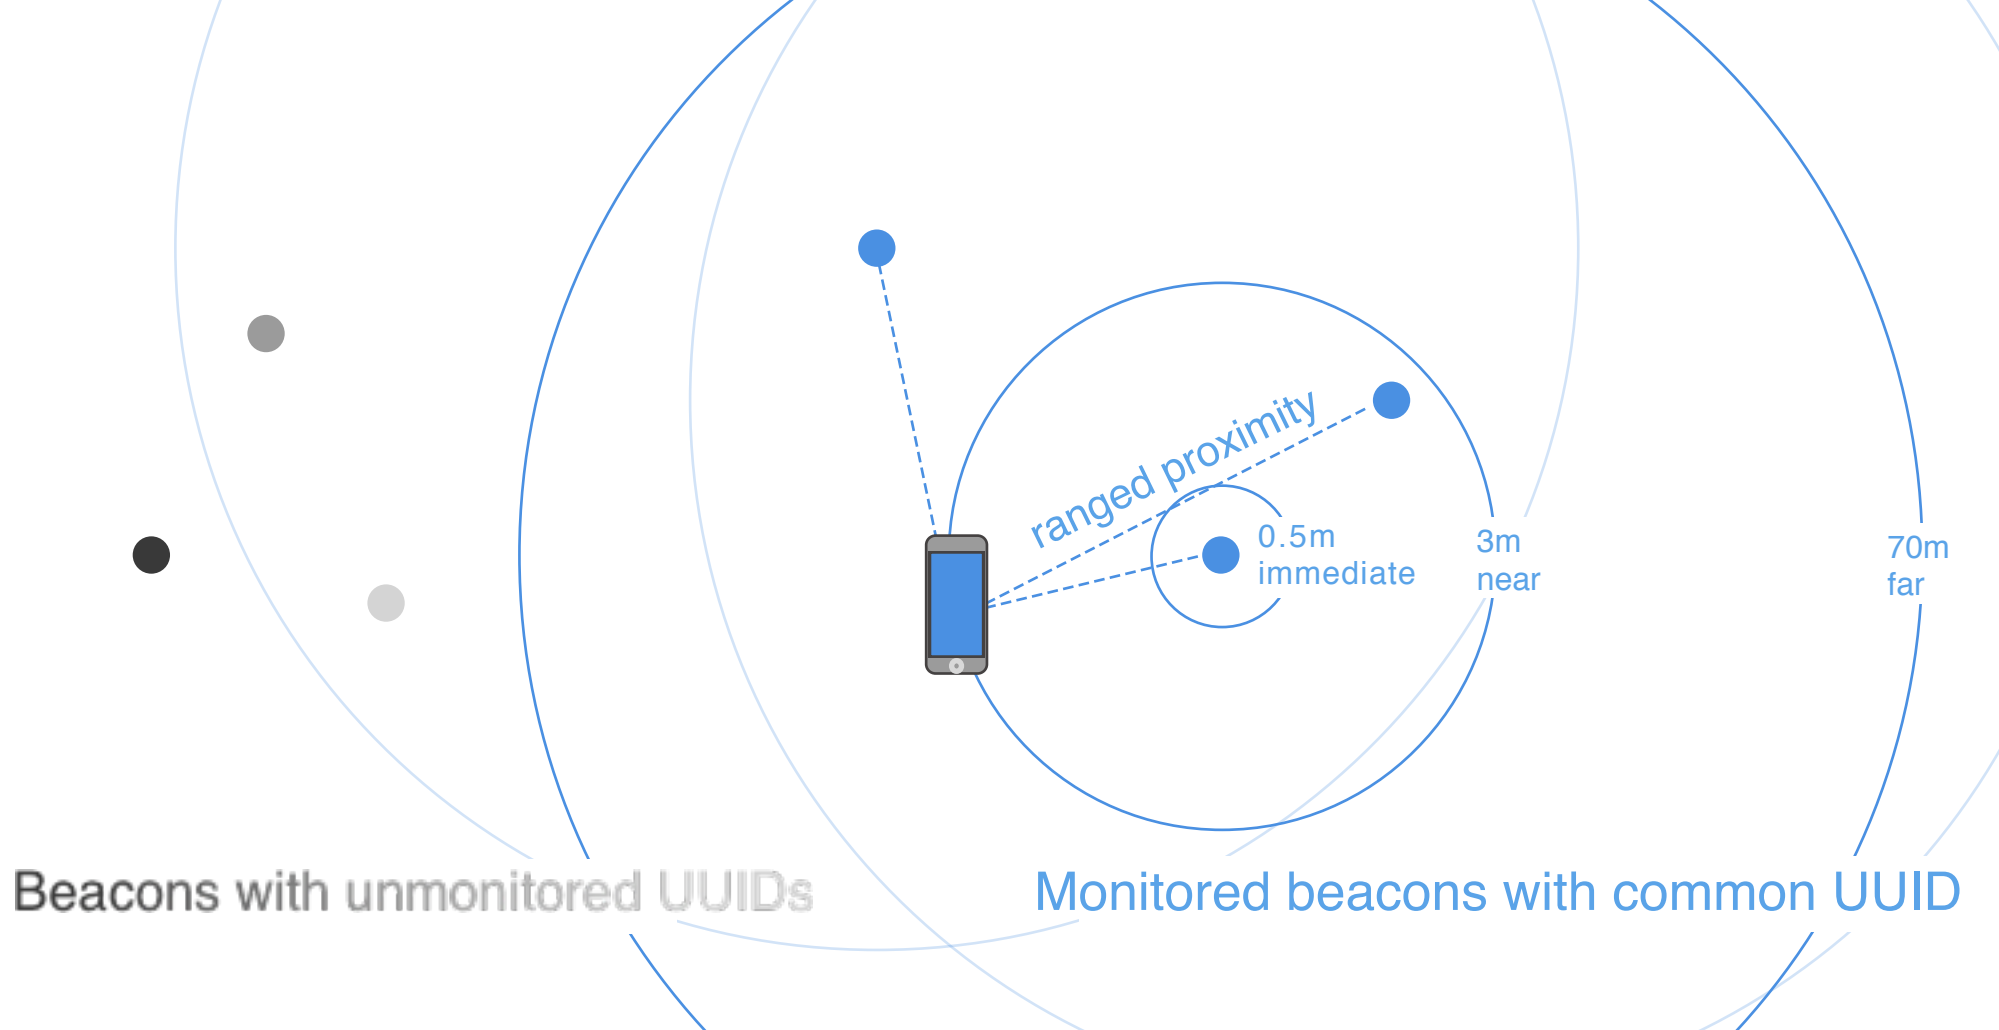 ranged proximity
0.5m
immediate
3m
near
70m
far
Beacons with unmonitored UUIDs
Monitored beacons with common UUID